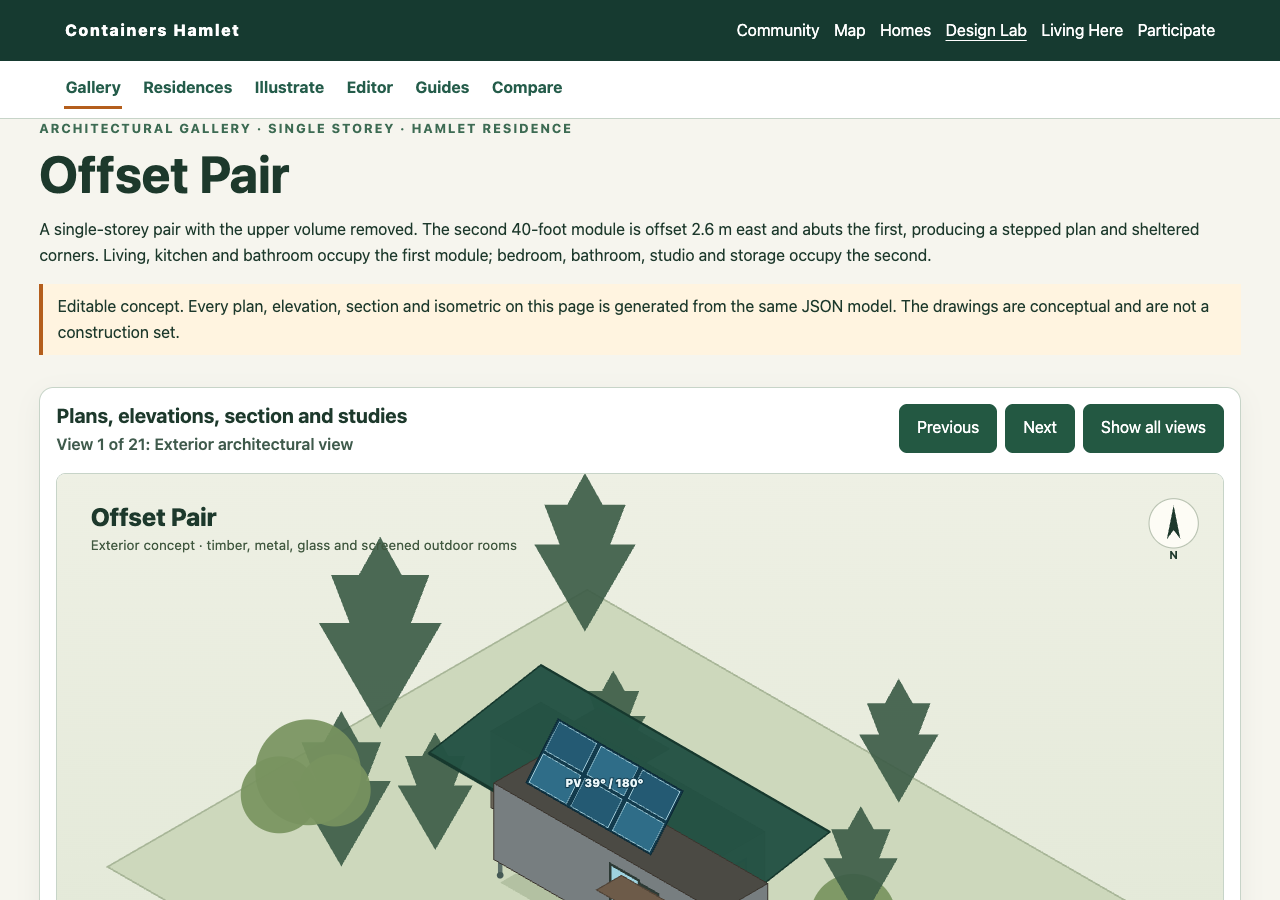 Containers Hamlet
Community Map Homes Design Lab Living Here Participate
Gallery Residences Illustrate Editor Guides Compare
ARCHITECTURAL GALLERY · SINGLE STOREY · HAMLET RESIDENCE
Offset Pair
A single-storey pair with the upper volume removed. The second 40-foot module is offset 2.6 m east and abuts the first, producing a stepped plan and sheltered
corners. Living, kitchen and bathroom occupy the first module; bedroom, bathroom, studio and storage occupy the second.
Editable concept. Every plan, elevation, section and isometric on this page is generated from the same JSON model. The drawings are conceptual and are not a
construction set.
Plans, elevations, section and studies
View 1 of 21: Exterior architectural view
Previous Next Show all views
Offset Pair
Exterior concept · timber, metal, glass and screened outdoor rooms
N
PV 39° / 180°